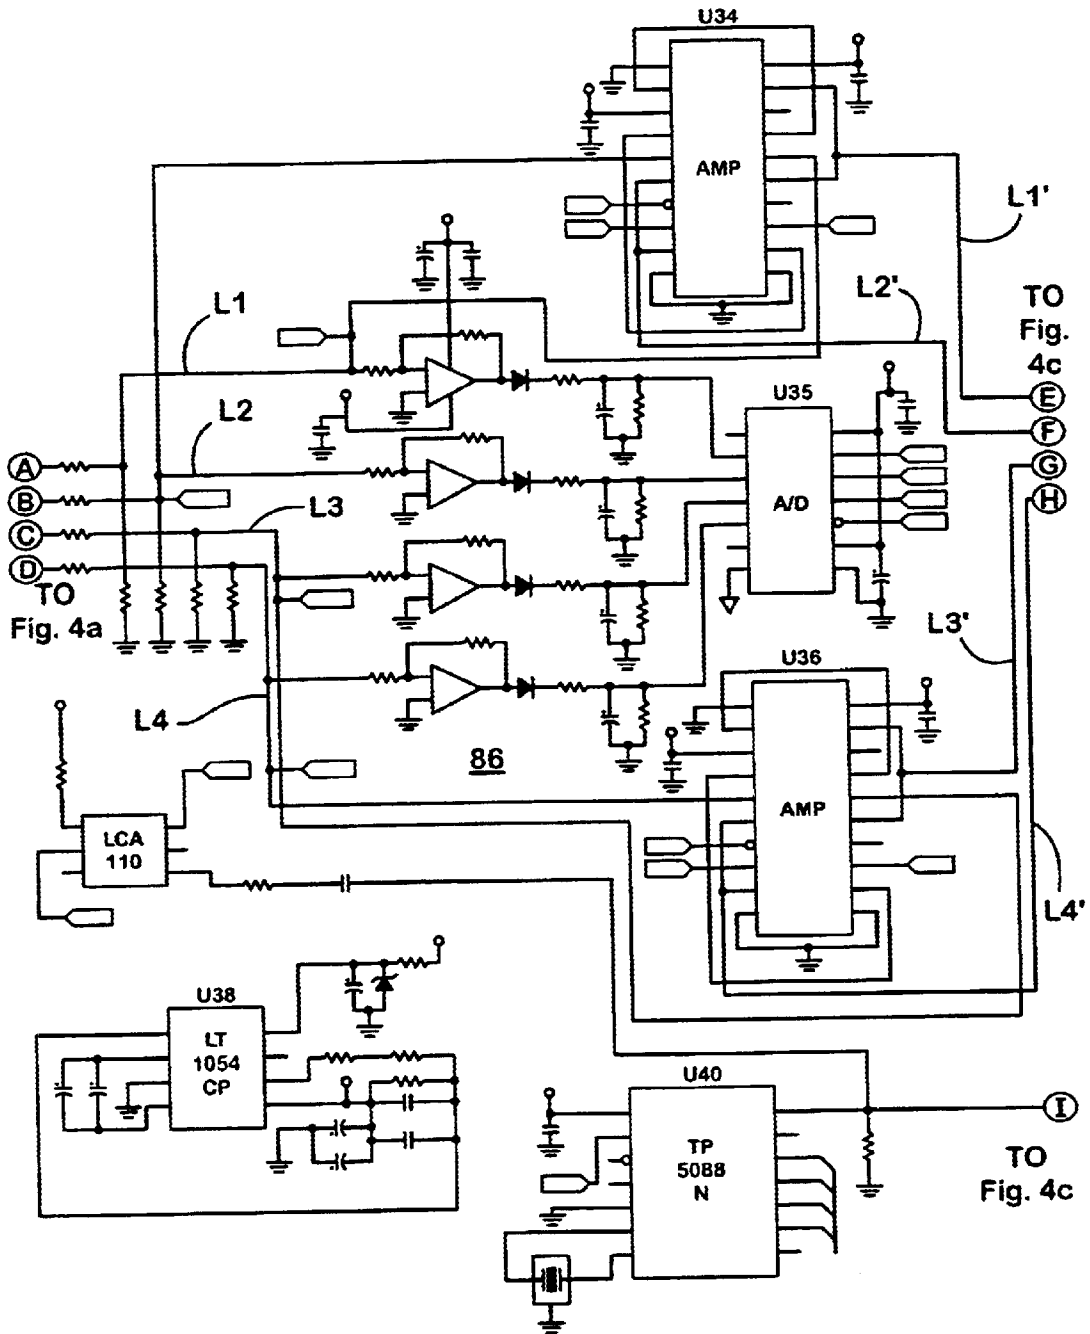 U34
AMP
L1'
L2'
TO
Fig.
4c
L1
U35
E
L2
F
A
G
B
A/D
H
L3
C
D
TO
Fig. 4a
L3'
U36
L4
86
AMP
LCA
110
L4'
U38
LT
1054
CP
U40
I
TP
5088
N
TO
Fig. 4c